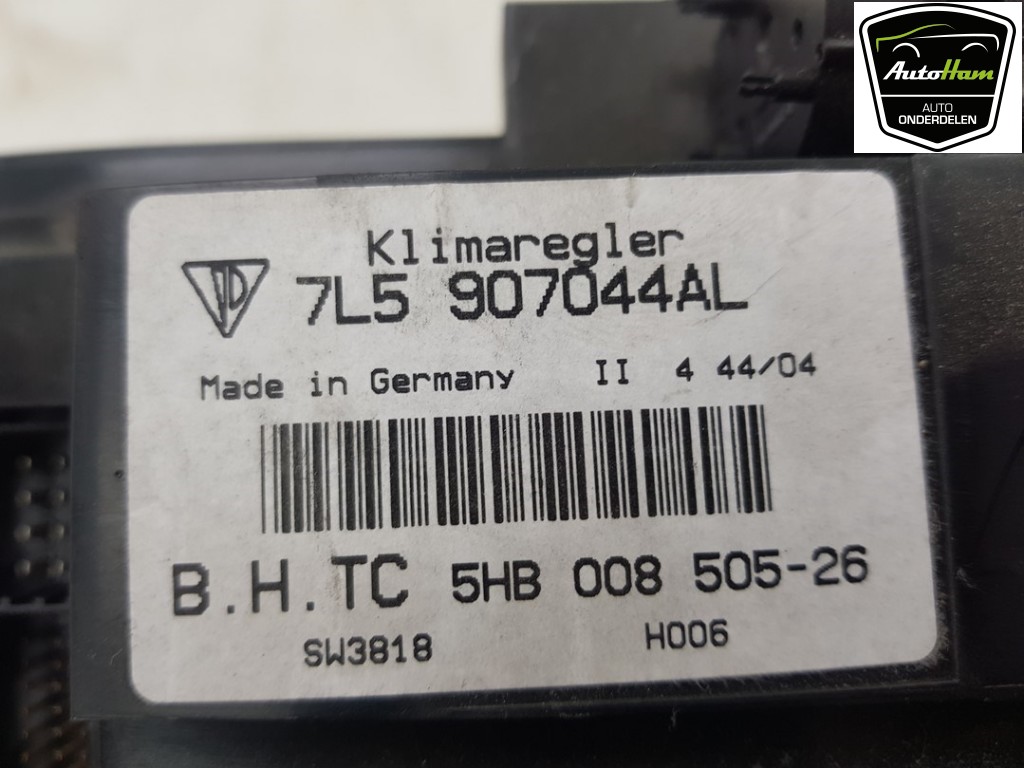 AutoHam
AUTO
ONDERDELEN
Klimaregler
7L5 907044AL
Made in Germany II 4 44/04
B.H.TC 5HB 008 505-26
SW3818 H006